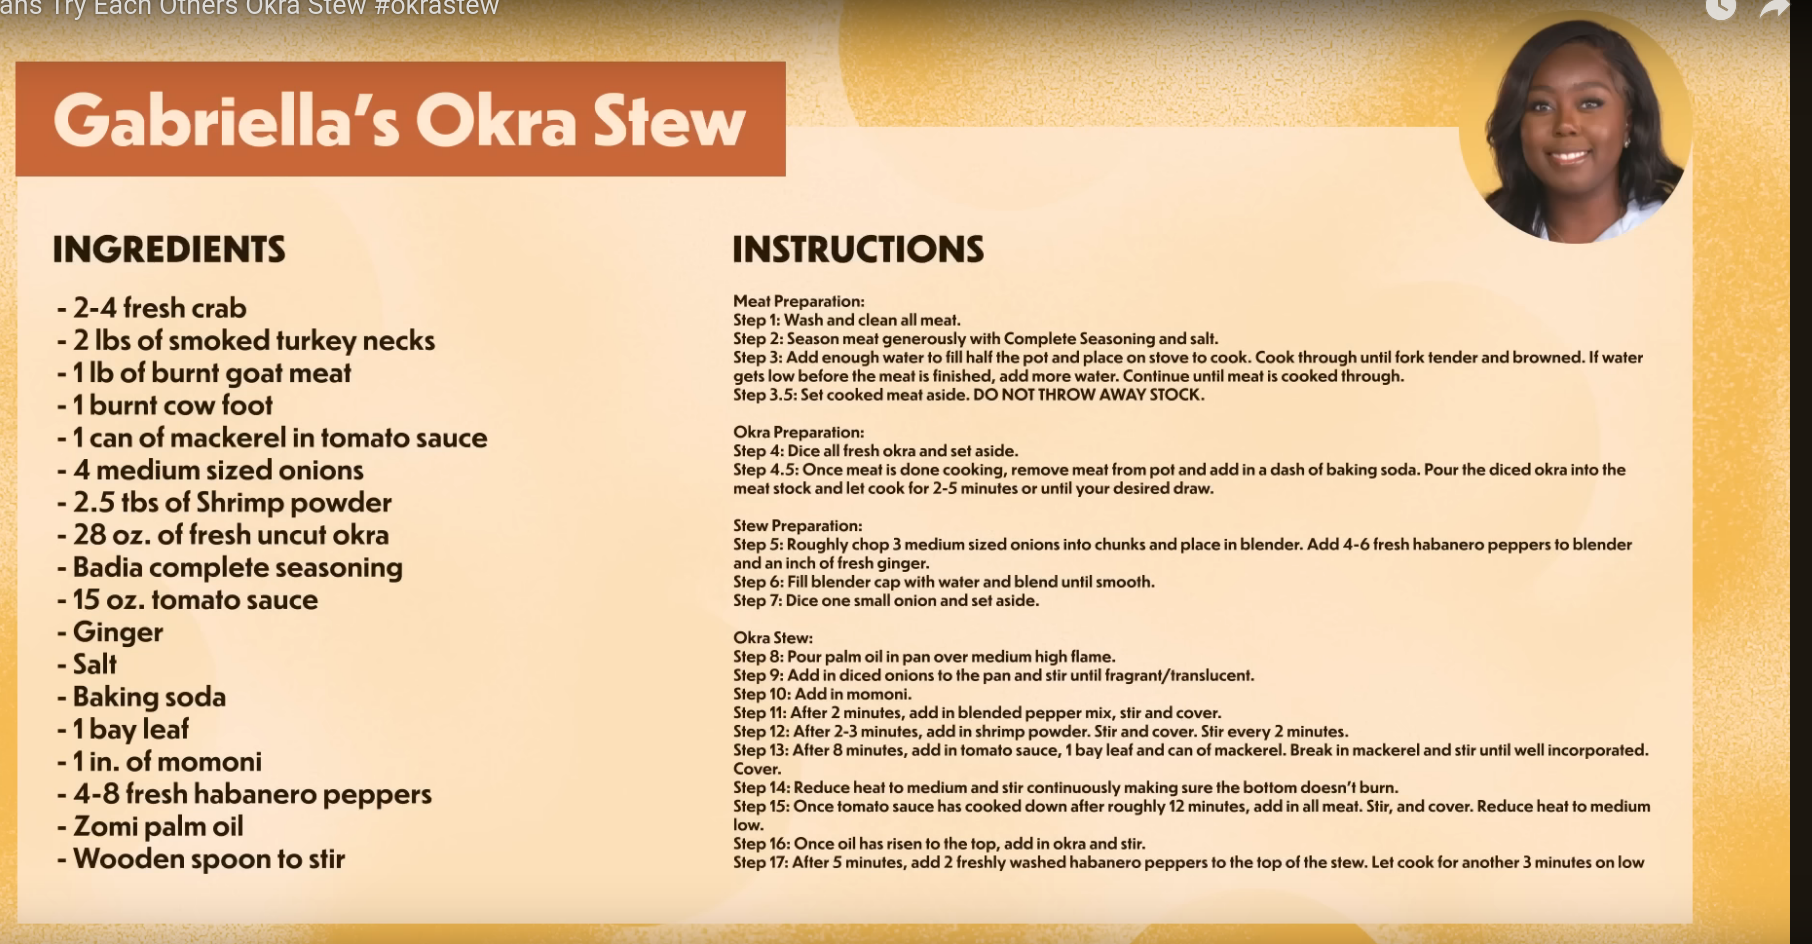 ans Try Each Others Okra Stew #okrastew
Gabriella's Okra Stew
INGREDIENTS
- 2-4 fresh crab
- 2 lbs of smoked turkey necks
- 1 lb of burnt goat meat
- 1 burnt cow foot
- 1 can of mackerel in tomato sauce
- 4 medium sized onions
- 2.5 tbs of Shrimp powder
- 28 oz. of fresh uncut okra
- Badia complete seasoning
- 15 oz. tomato sauce
- Ginger
- Salt
- Baking soda
- 1 bay leaf
- 1 in. of momoni
- 4-8 fresh habanero peppers
- Zomi palm oil
- Wooden spoon to stir
INSTRUCTIONS
Meat Preparation:
Step 1: Wash and clean all meat.
Step 2: Season meat generously with Complete Seasoning and salt.
Step 3: Add enough water to fill half the pot and place on stove to cook. Cook through until fork tender and browned. If water
gets low before the meat is finished, add more water. Continue until meat is cooked through.
Step 3.5: Set cooked meat aside. DO NOT THROW AWAY STOCK.
Okra Preparation:
Step 4: Dice all fresh okra and set aside.
Step 4.5: Once meat is done cooking, remove meat from pot and add in a dash of baking soda. Pour the diced okra into the
meat stock and let cook for 2-5 minutes or until your desired draw.
Stew Preparation:
Step 5: Roughly chop 3 medium sized onions into chunks and place in blender. Add 4-6 fresh habanero peppers to blender
and an inch of fresh ginger.
Step 6: Fill blender cap with water and blend until smooth.
Step 7: Dice one small onion and set aside.
Okra Stew:
Step 8: Pour palm oil in pan over medium high flame.
Step 9: Add in diced onions to the pan and stir until fragrant/translucent.
Step 10: Add in momoni.
Step 11: After 2 minutes, add in blended pepper mix, stir and cover.
Step 12: After 2-3 minutes, add in shrimp powder. Stir and cover. Stir every 2 minutes.
Step 13: After 8 minutes, add in tomato sauce, 1 bay leaf and can of mackerel. Break in mackerel and stir until well incorporated.
Cover.
Step 14: Reduce heat to medium and stir continuously making sure the bottom doesn't burn.
Step 15: Once tomato sauce has cooked down after roughly 12 minutes, add in all meat. Stir, and cover. Reduce heat to medium
low.
Step 16: Once oil has risen to the top, add in okra and stir.
Step 17: After 5 minutes, add 2 freshly washed habanero peppers to the top of the stew. Let cook for another 3 minutes on low